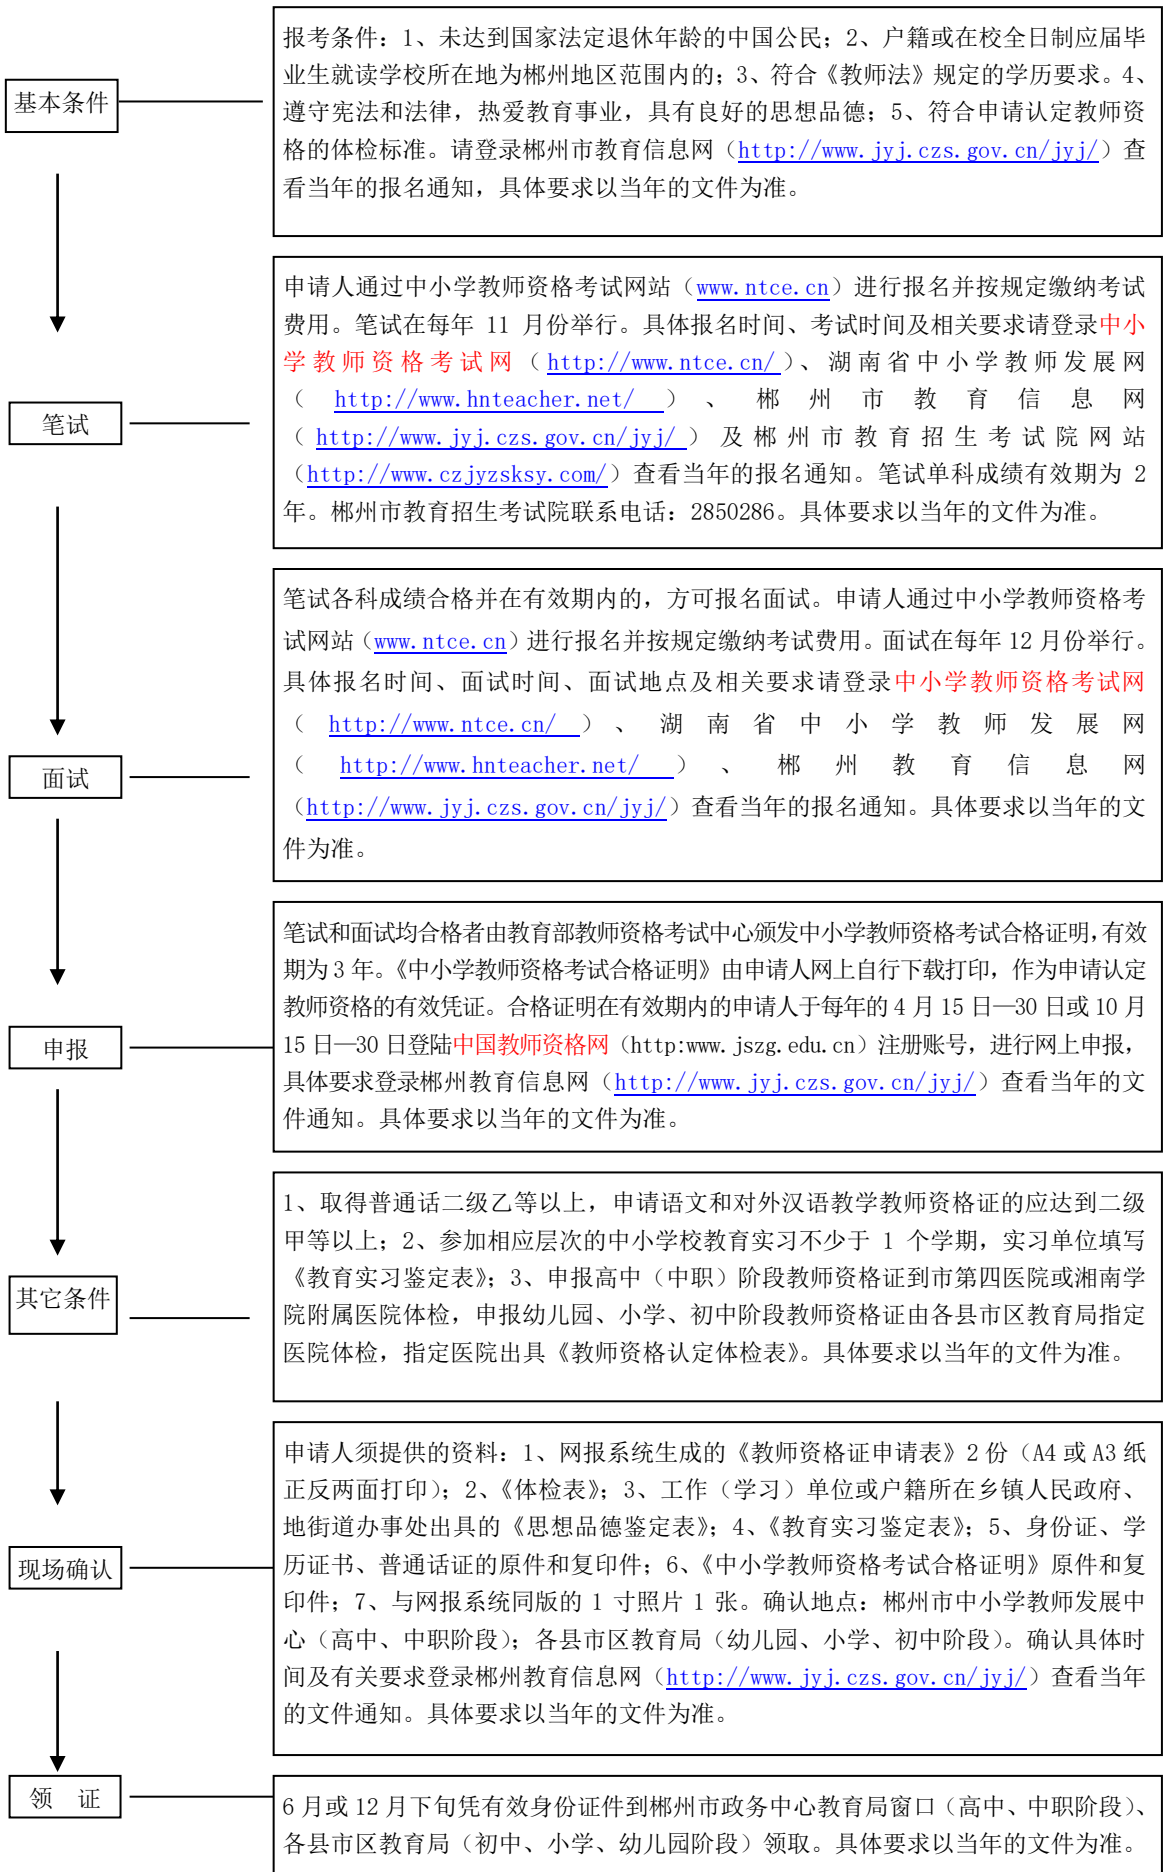 基本条件
报考条件：1、未达到国家法定退休年龄的中国公民；2、户籍或在校全日制应届毕
业生就读学校所在地为郴州地区范围内的；3、符合《教师法》规定的学历要求。4、
遵守宪法和法律，热爱教育事业，具有良好的思想品德；5、符合申请认定教师资
格的体检标准。请登录郴州市教育信息网（http://www.jyj.czs.gov.cn/jyj/）查
看当年的报名通知，具体要求以当年的文件为准。
笔试
申请人通过中小学教师资格考试网站（www.ntce.cn）进行报名并按规定缴纳考试
费用。笔试在每年 11 月份举行。具体报名时间、考试时间及相关要求请登录中小
学教师资格考试网（http://www.ntce.cn/）、湖南省中小学教师发展网
（http://www.hnteacher.net/ ）、郴州市教育信息网
（http://www.jyj.czs.gov.cn/jyj/）及郴州市教育招生考试院网站
（http://www.czjyzsksy.com/）查看当年的报名通知。笔试单科成绩有效期为 2
年。郴州市教育招生考试院联系电话：2850286。具体要求以当年的文件为准。
面试
笔试各科成绩合格并在有效期内的，方可报名面试。申请人通过中小学教师资格考
试网站（www.ntce.cn）进行报名并按规定缴纳考试费用。面试在每年 12 月份举行。
具体报名时间、面试时间、面试地点及相关要求请登录中小学教师资格考试网
（http://www.ntce.cn/ ）、湖南省中小学教师发展网
（http://www.hnteacher.net/ ）、郴州教育信息网
（http://www.jyj.czs.gov.cn/jyj/）查看当年的报名通知。具体要求以当年的文
件为准。
申报
笔试和面试均合格者由教育部教师资格考试中心颁发中小学教师资格考试合格证明,有效
期为 3 年。《中小学教师资格考试合格证明》由申请人网上自行下载打印，作为申请认定
教师资格的有效凭证。合格证明在有效期内的申请人于每年的 4 月 15 日—30 日或 10 月
15 日—30 日登陆中国教师资格网（http:www.jszg.edu.cn）注册账号，进行网上申报，
具体要求登录郴州教育信息网（http://www.jyj.czs.gov.cn/jyj/）查看当年的文
件通知。具体要求以当年的文件为准。
其它条件
1、取得普通话二级乙等以上，申请语文和对外汉语教学教师资格证的应达到二级
甲等以上；2、参加相应层次的中小学校教育实习不少于 1 个学期，实习单位填写
《教育实习鉴定表》；3、申报高中（中职）阶段教师资格证到市第四医院或湘南学
院附属医院体检，申报幼儿园、小学、初中阶段教师资格证由各县市区教育局指定
医院体检，指定医院出具《教师资格认定体检表》。具体要求以当年的文件为准。
现场确认
申请人须提供的资料：1、网报系统生成的《教师资格证申请表》2 份（A4 或 A3 纸
正反两面打印）；2、《体检表》；3、工作（学习）单位或户籍所在乡镇人民政府、
地街道办事处出具的《思想品德鉴定表》；4、《教育实习鉴定表》；5、身份证、学
历证书、普通话证的原件和复印件；6、《中小学教师资格考试合格证明》原件和复
印件；7、与网报系统同版的 1 寸照片 1 张。确认地点：郴州市中小学教师发展中
心（高中、中职阶段）；各县市区教育局（幼儿园、小学、初中阶段）。确认具体时
间及有关要求登录郴州教育信息网（http://www.jyj.czs.gov.cn/jyj/）查看当年
的文件通知。具体要求以当年的文件为准。
领 证
6 月或 12 月下旬凭有效身份证件到郴州市政务中心教育局窗口（高中、中职阶段）、
各县市区教育局（初中、小学、幼儿园阶段）领取。具体要求以当年的文件为准。